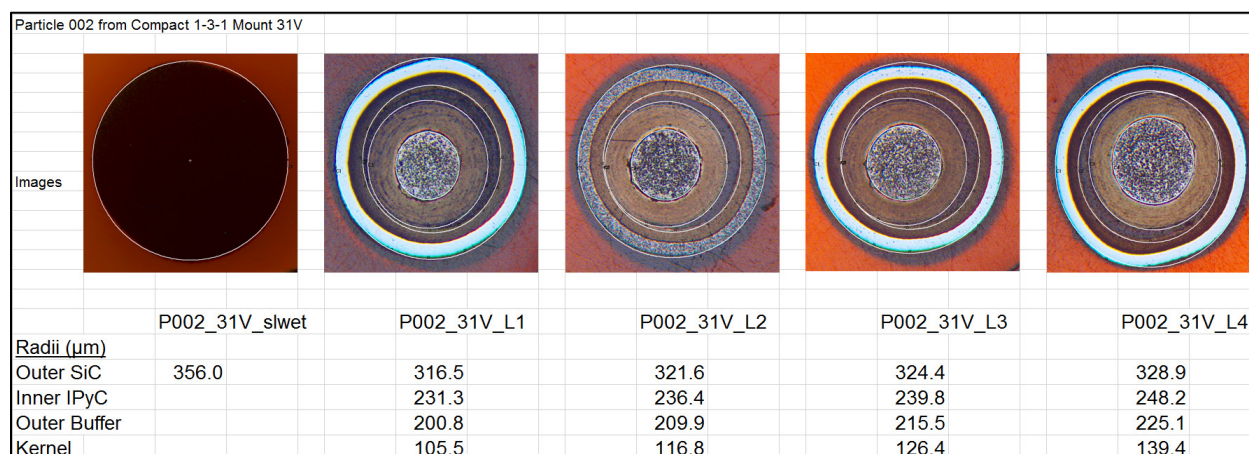 Particle 002 from Compact 1-3-1 Mount 31V
Images
P002_31V_slwet P002_31V_L1 P002_31V_L2 P002_31V_L3 P002_31V_L4
Radii (µm)
Outer SiC 356.0 316.5 321.6 324.4 328.9
Inner IPyC 231.3 236.4 239.8 248.2
Outer Buffer 200.8 209.9 215.5 225.1
Kernel 105.5 116.8 126.4 139.4